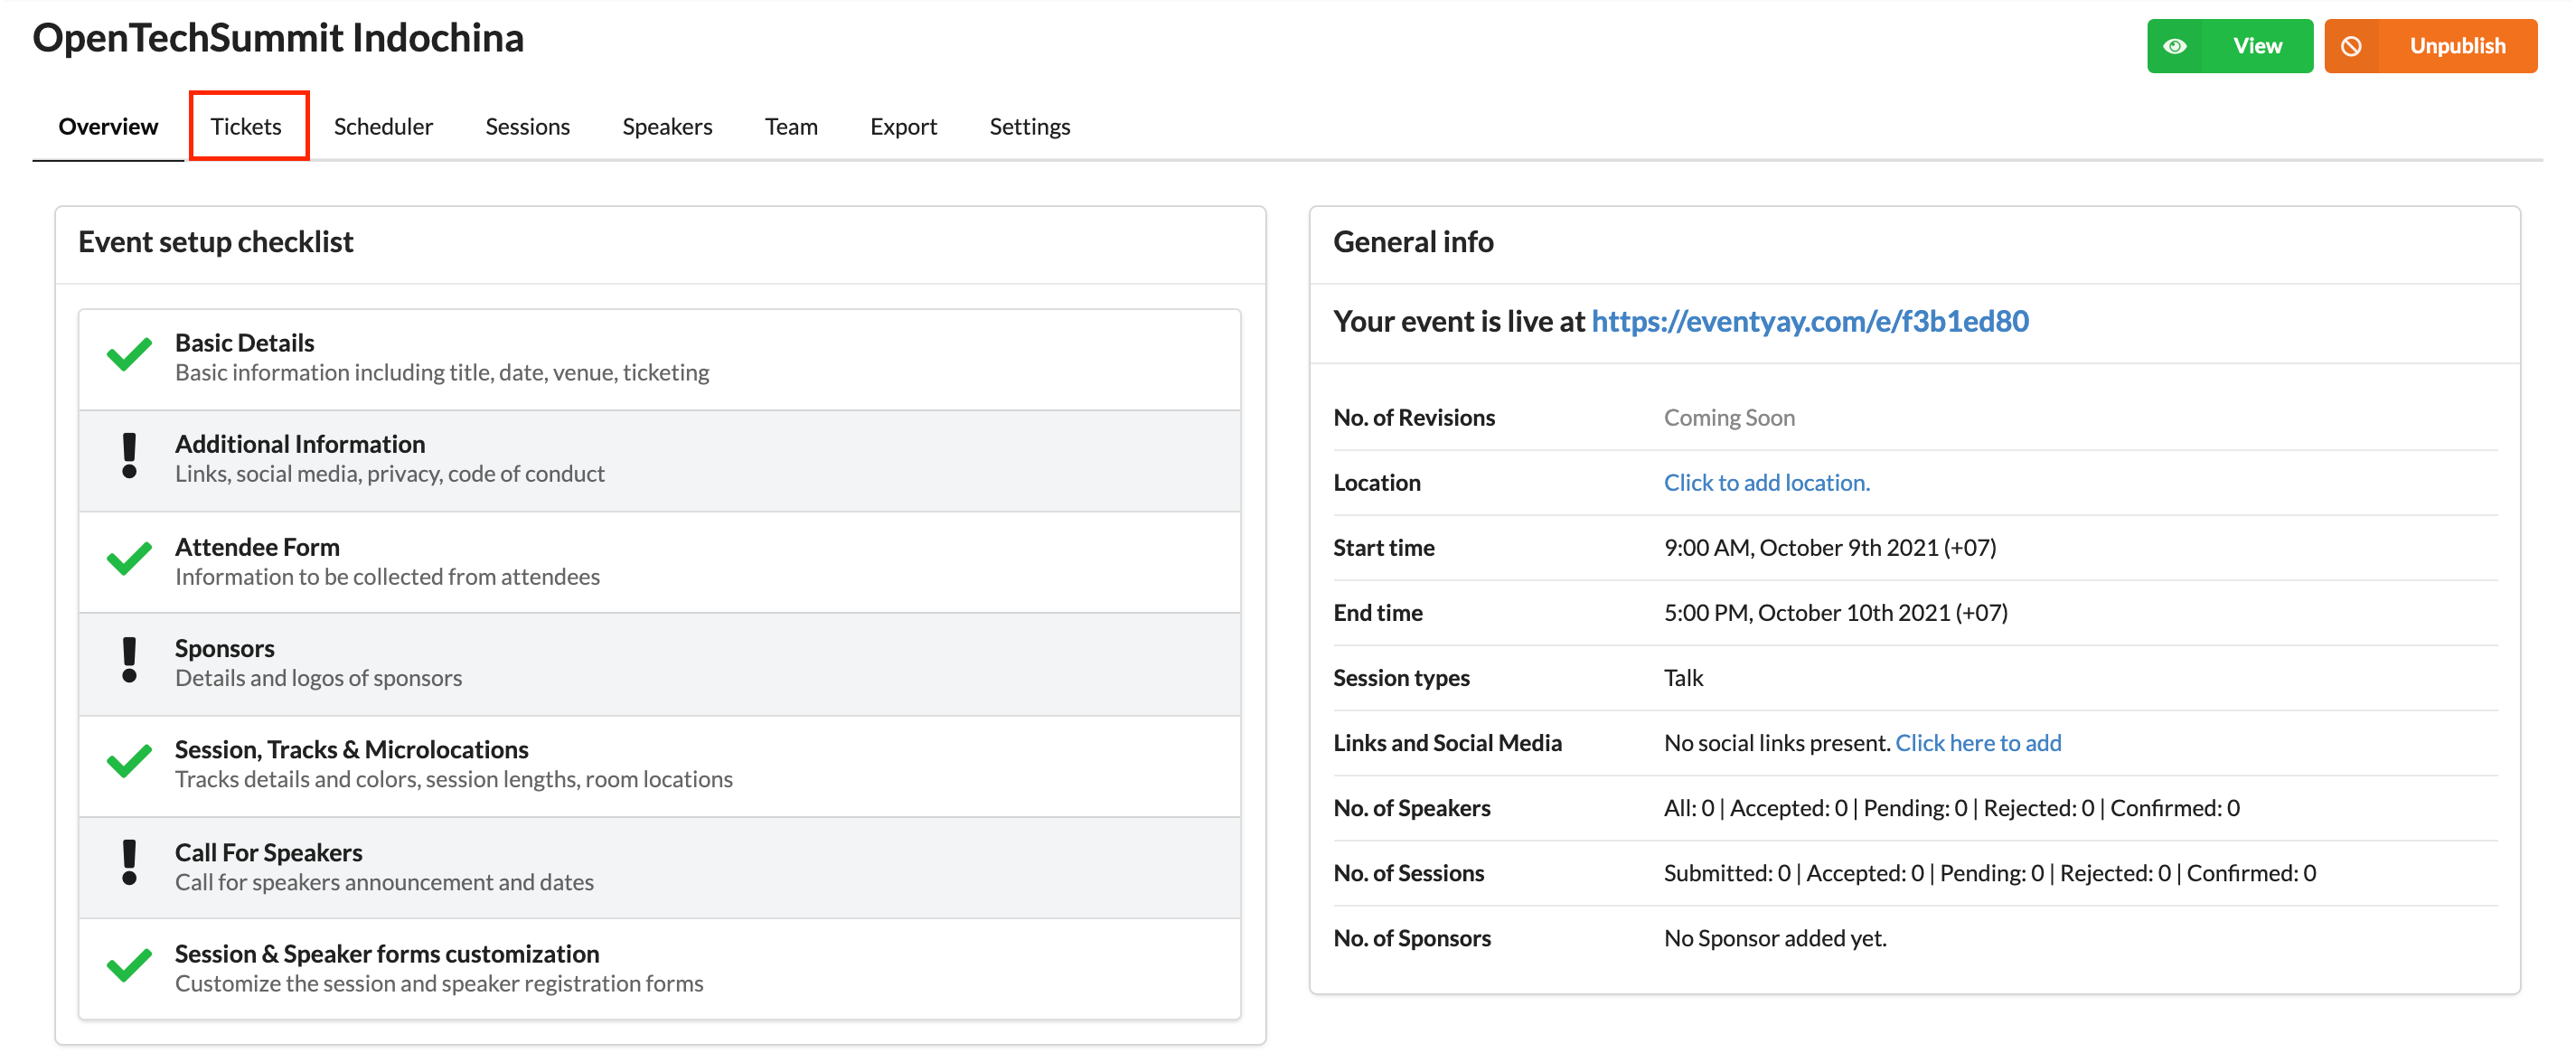 OpenTechSummit Indochina
View
Unpublish
Overview Tickets Scheduler Sessions Speakers Team Export Settings
Event setup checklist
Basic Details
Basic information including title, date, venue, ticketing
Additional Information
Links, social media, privacy, code of conduct
Attendee Form
Information to be collected from attendees
Sponsors
Details and logos of sponsors
Session, Tracks & Microlocations
Tracks details and colors, session lengths, room locations
Call For Speakers
Call for speakers announcement and dates
Session & Speaker forms customization
Customize the session and speaker registration forms
General info
Your event is live at https://eventyay.com/e/f3b1ed80
No. of Revisions Coming Soon
Location Click to add location.
Start time 9:00 AM, October 9th 2021 (+07)
End time 5:00 PM, October 10th 2021 (+07)
Session types Talk
Links and Social Media No social links present. Click here to add
No. of Speakers All: 0 | Accepted: 0 | Pending: 0 | Rejected: 0 | Confirmed: 0
No. of Sessions Submitted: 0 | Accepted: 0 | Pending: 0 | Rejected: 0 | Confirmed: 0
No. of Sponsors No Sponsor added yet.